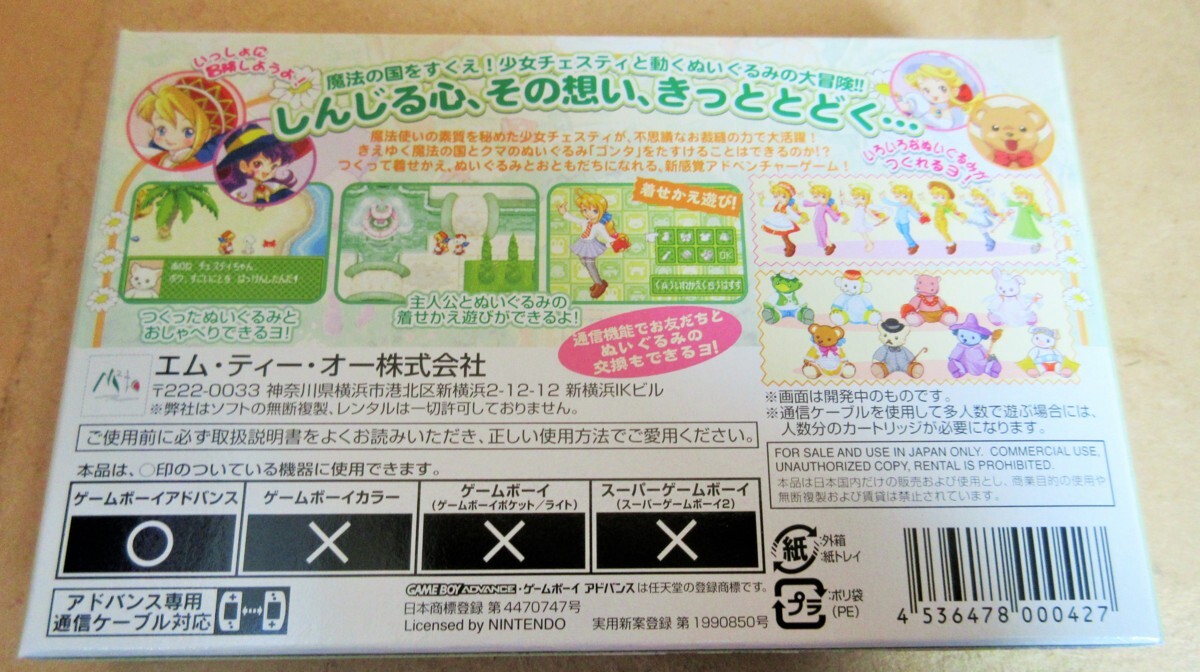 いっしょに
冒険しようよ!
魔法の国をすくえ!少女チェスティと動くぬいぐるみの大冒険!!
しんじる心、その想い、きっととどく…
魔法使いの素質を秘めた少女チェスティが、不思議なお裁縫の力で大活躍!
きえゆく魔法の国とクマのぬいぐるみ「ゴンタ」をたすけることはできるのか!?
つくって着せかえ、ぬいぐるみとおともだちになれる、新感覚アドベンチャーゲーム!
いろいろなぬいぐるみが
つくれるヨ!
着せかえ遊び!
チェスティちゃん
つくったぬいぐるみと
おしゃべりできるヨ!
主人公とぬいぐるみの
着せかえ遊びができるよ!
通信機能でお友だちと
ぬいぐるみの
交換もできるヨ!
エム・ティー・オー株式会社
〒222-0033 神奈川県横浜市港北区新横浜2-12-12 新横浜IKビル
※弊社はソフトの無断複製、レンタルは一切許可しておりません。
※画面は開発中のものです。
※通信ケーブルを使用して多人数で遊ぶ場合には、
人数分のカートリッジが必要になります。
ご使用前に必ず取扱説明書をよくお読みいただき、正しい使用方法でご愛用ください。
FOR SALE AND USE IN JAPAN ONLY. COMMERCIAL USE,
UNAUTHORIZED COPY, RENTAL IS PROHIBITED.
本品は日本国内だけの販売および使用とし、商業目的の使用や
無断複製および賃貸は禁止されています。
本品は、○印のついている機器に使用できます。
ゲームボーイアドバンス
ゲームボーイカラー
ゲームボーイ
(ゲームボーイポケット/ライト)
スーパーゲームボーイ
(スーパーゲームボーイ2)
○
×
×
×
紙
:外箱
:紙トレイ
プラ
:ポリ袋
(PE)
アドバンス専用
通信ケーブル対応
GAME BOY ADVANCE・ゲームボーイ アドバンスは任天堂の登録商標です。
日本商標登録 第4470747号
Licensed by NINTENDO
実用新案登録 第1990850号
4 536478 000427